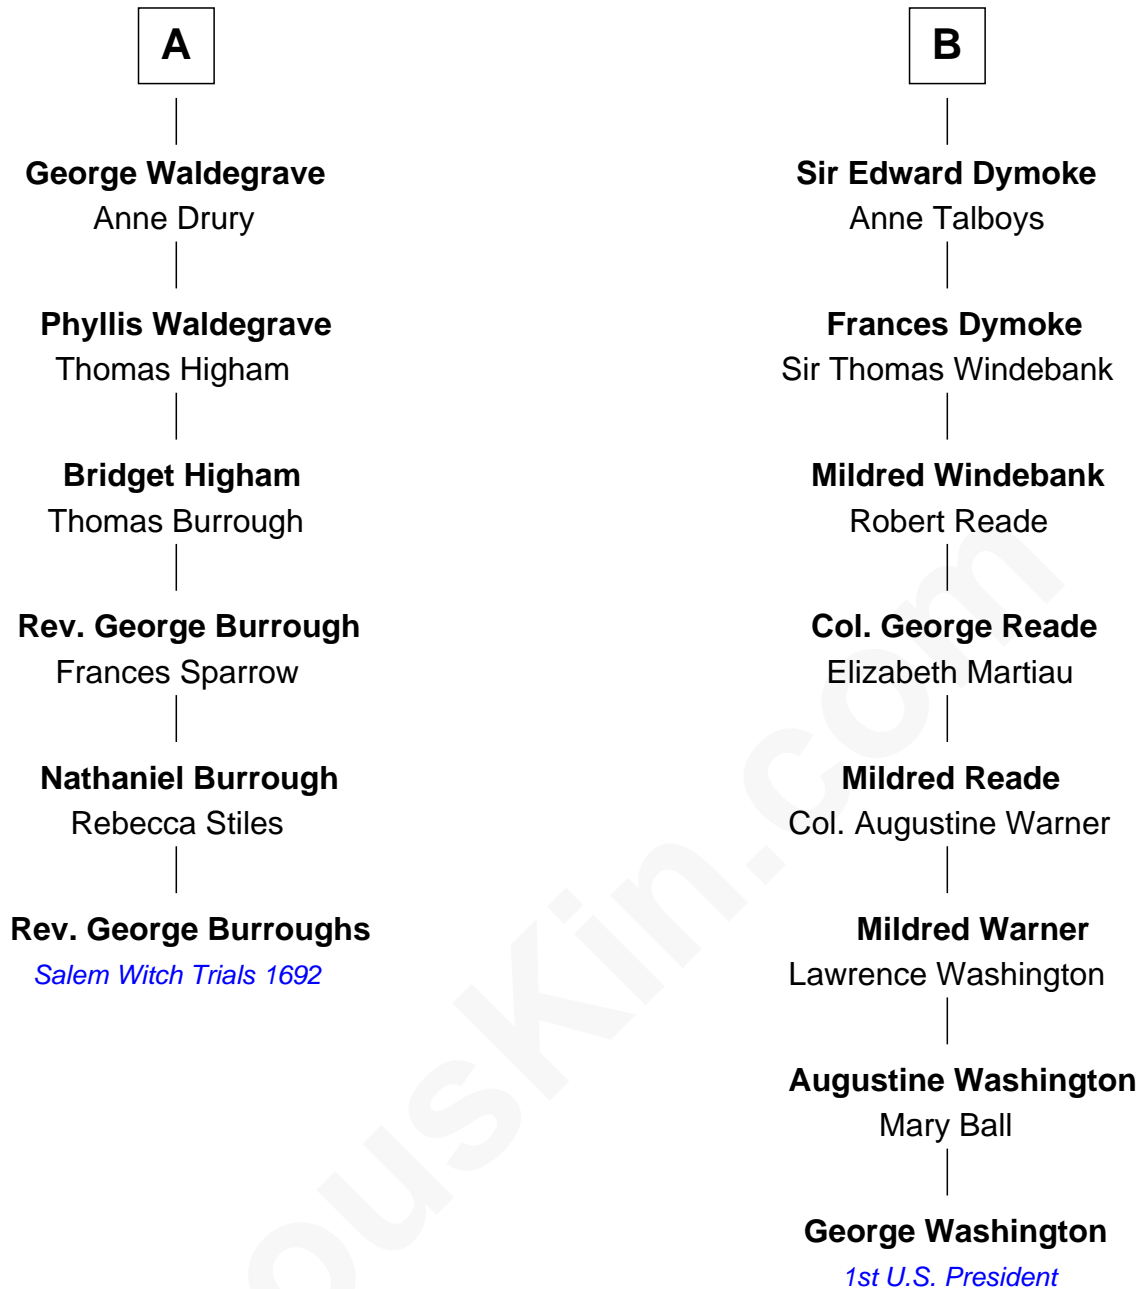 A
George Waldegrave
Anne Drury
Phyllis Waldegrave
Thomas Higham
Bridget Higham
Thomas Burrough
Rev. George Burrough
Frances Sparrow
Nathaniel Burrough
Rebecca Stiles
Rev. George Burroughs
Salem Witch Trials 1692
B
Sir Edward Dymoke
Anne Talboys
Frances Dymoke
Sir Thomas Windebank
Mildred Windebank
Robert Reade
Col. George Reade
Elizabeth Martiau
Mildred Reade
Col. Augustine Warner
Mildred Warner
Lawrence Washington
Augustine Washington
Mary Ball
George Washington
1st U.S. President
ousKin.com